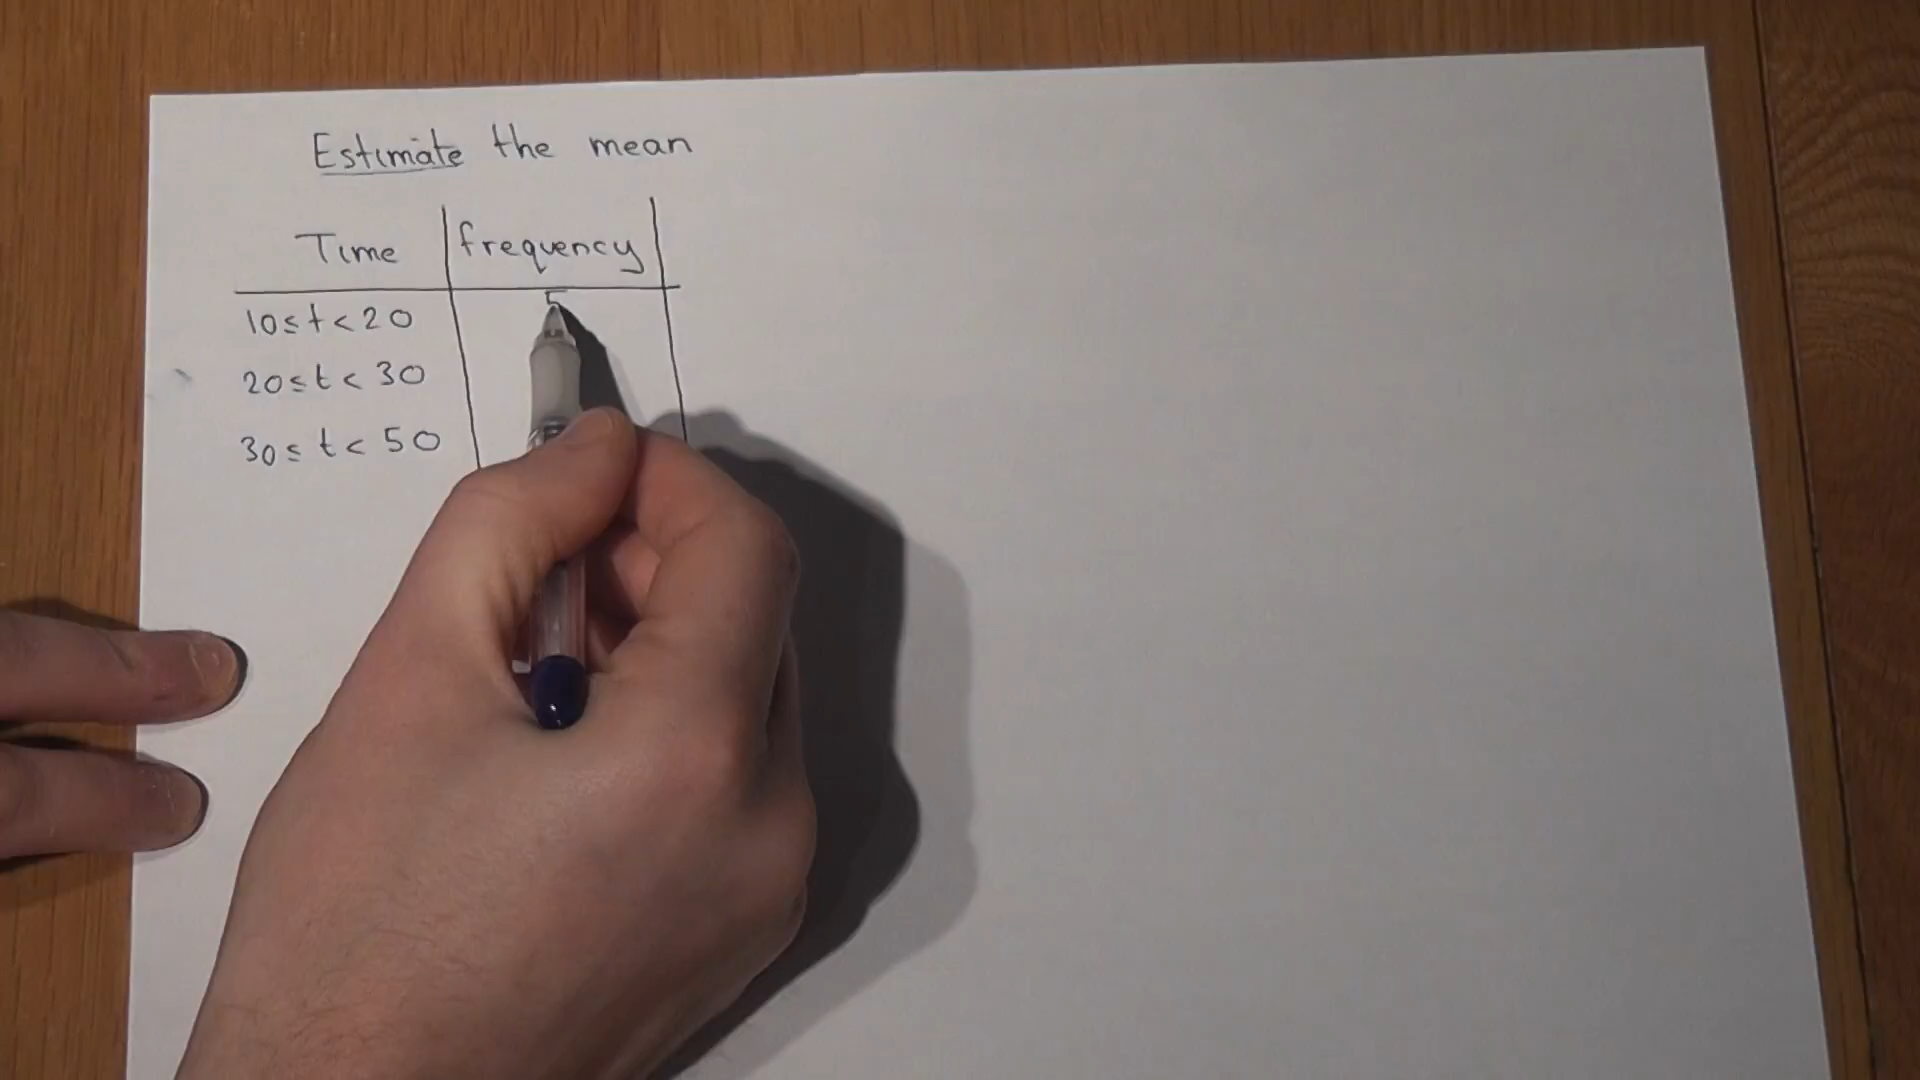 Estimate the mean
Time frequency
10≤t<20
20≤t<30
30≤t<50